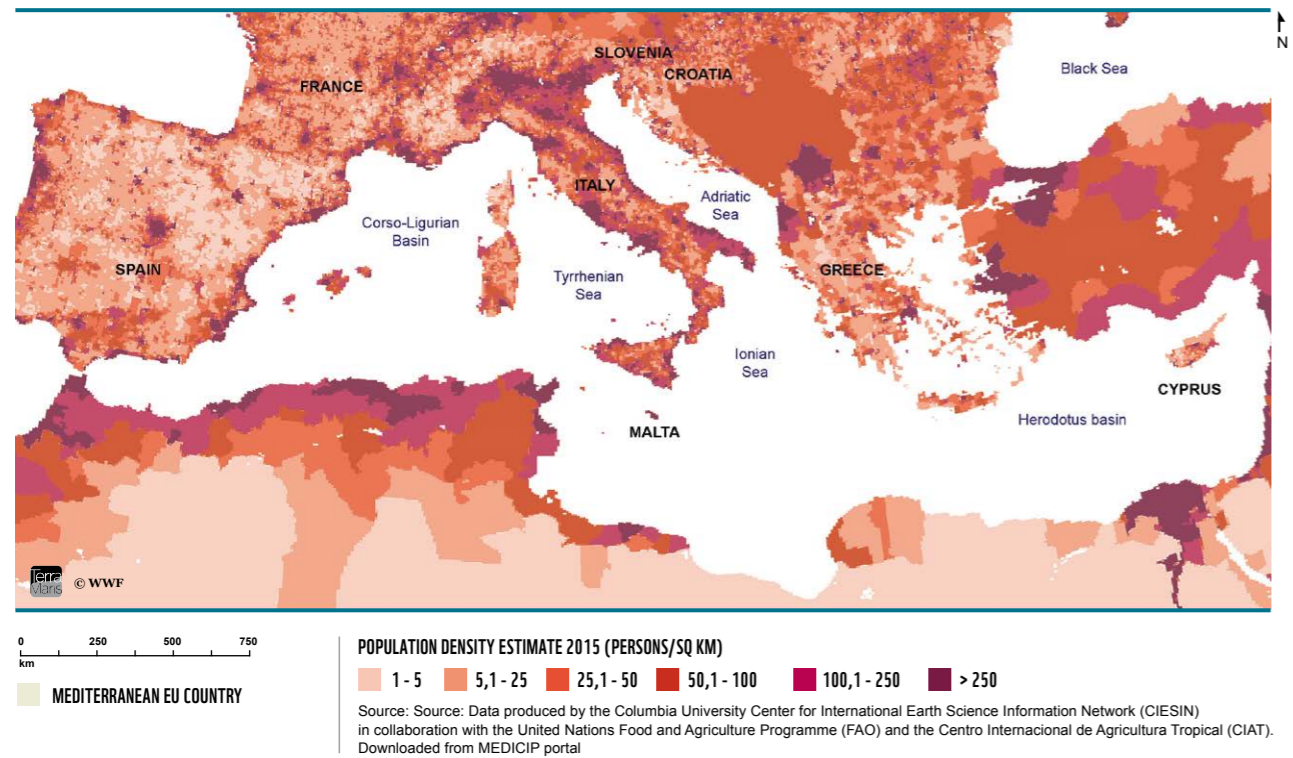 N
SLOVENIA
CROATIA
Black Sea
FRANCE
ITALY
Adriatic
Sea
Corso-Ligurian
Basin
SPAIN
GREECE
Tyrrhenian
Sea
Ionian
Sea
CYPRUS
Herodotus basin
MALTA
Terra
Maris
© WWF
0 250 500 750
km
MEDITERRANEAN EU COUNTRY
POPULATION DENSITY ESTIMATE 2015 (PERSONS/SQ KM)
1 - 5 5,1 - 25 25,1 - 50 50,1 - 100 100,1 - 250 > 250
Source: Source: Data produced by the Columbia University Center for International Earth Science Information Network (CIESIN)
in collaboration with the United Nations Food and Agriculture Programme (FAO) and the Centro Internacional de Agricultura Tropical (CIAT).
Downloaded from MEDICIP portal